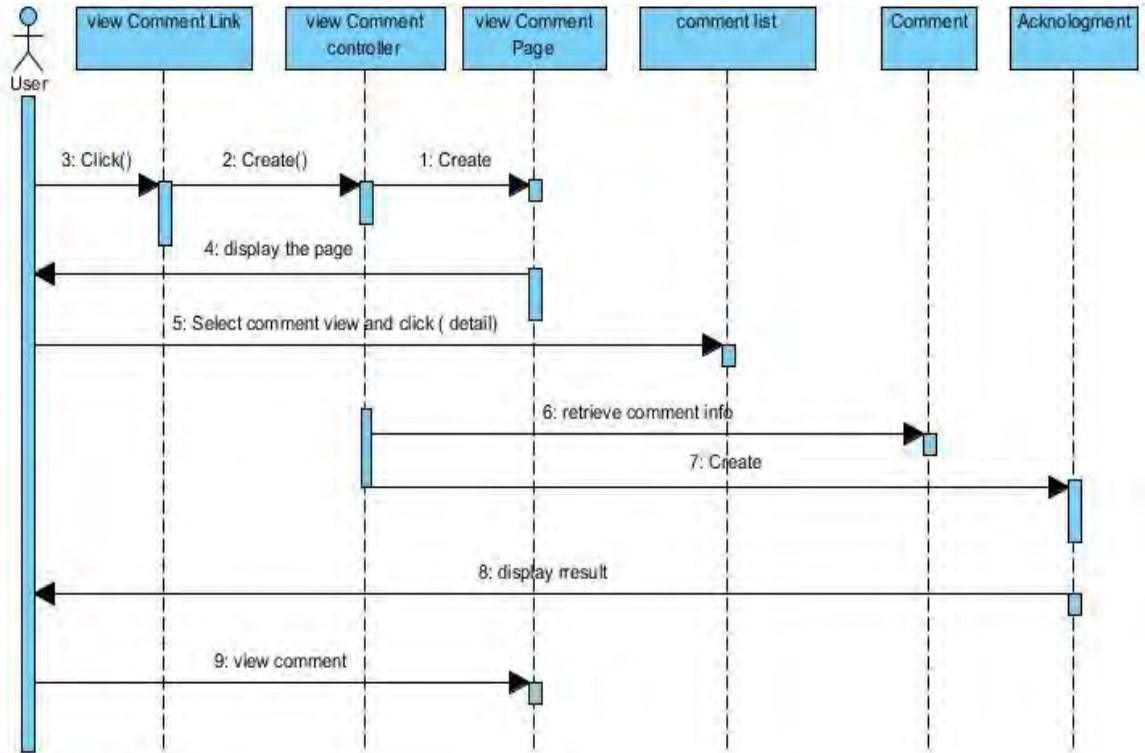 view Comment Link
view Comment
controller
view Comment
Page
comment list
Comment
Acknologment
User
3: Click()
2: Create()
1: Create
4: display the page
5: Select comment view and click ( detail)
6: retrieve comment info
7: Create
8: display rresult
9: view comment